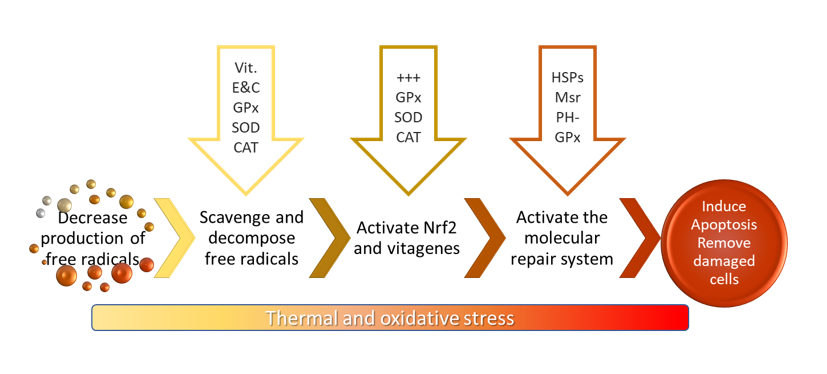 Vit.
E&C
GPx
SOD
CAT
+++
GPx
SOD
CAT
HSPs
Msr
PH-
GPx
Decrease
production of
free radicals
Scavenge and
decompose
free radicals
Activate Nrf2
and vitagenes
Activate the
molecular
repair system
Induce
Apoptosis
Remove
damaged
cells
Thermal and oxidative stress